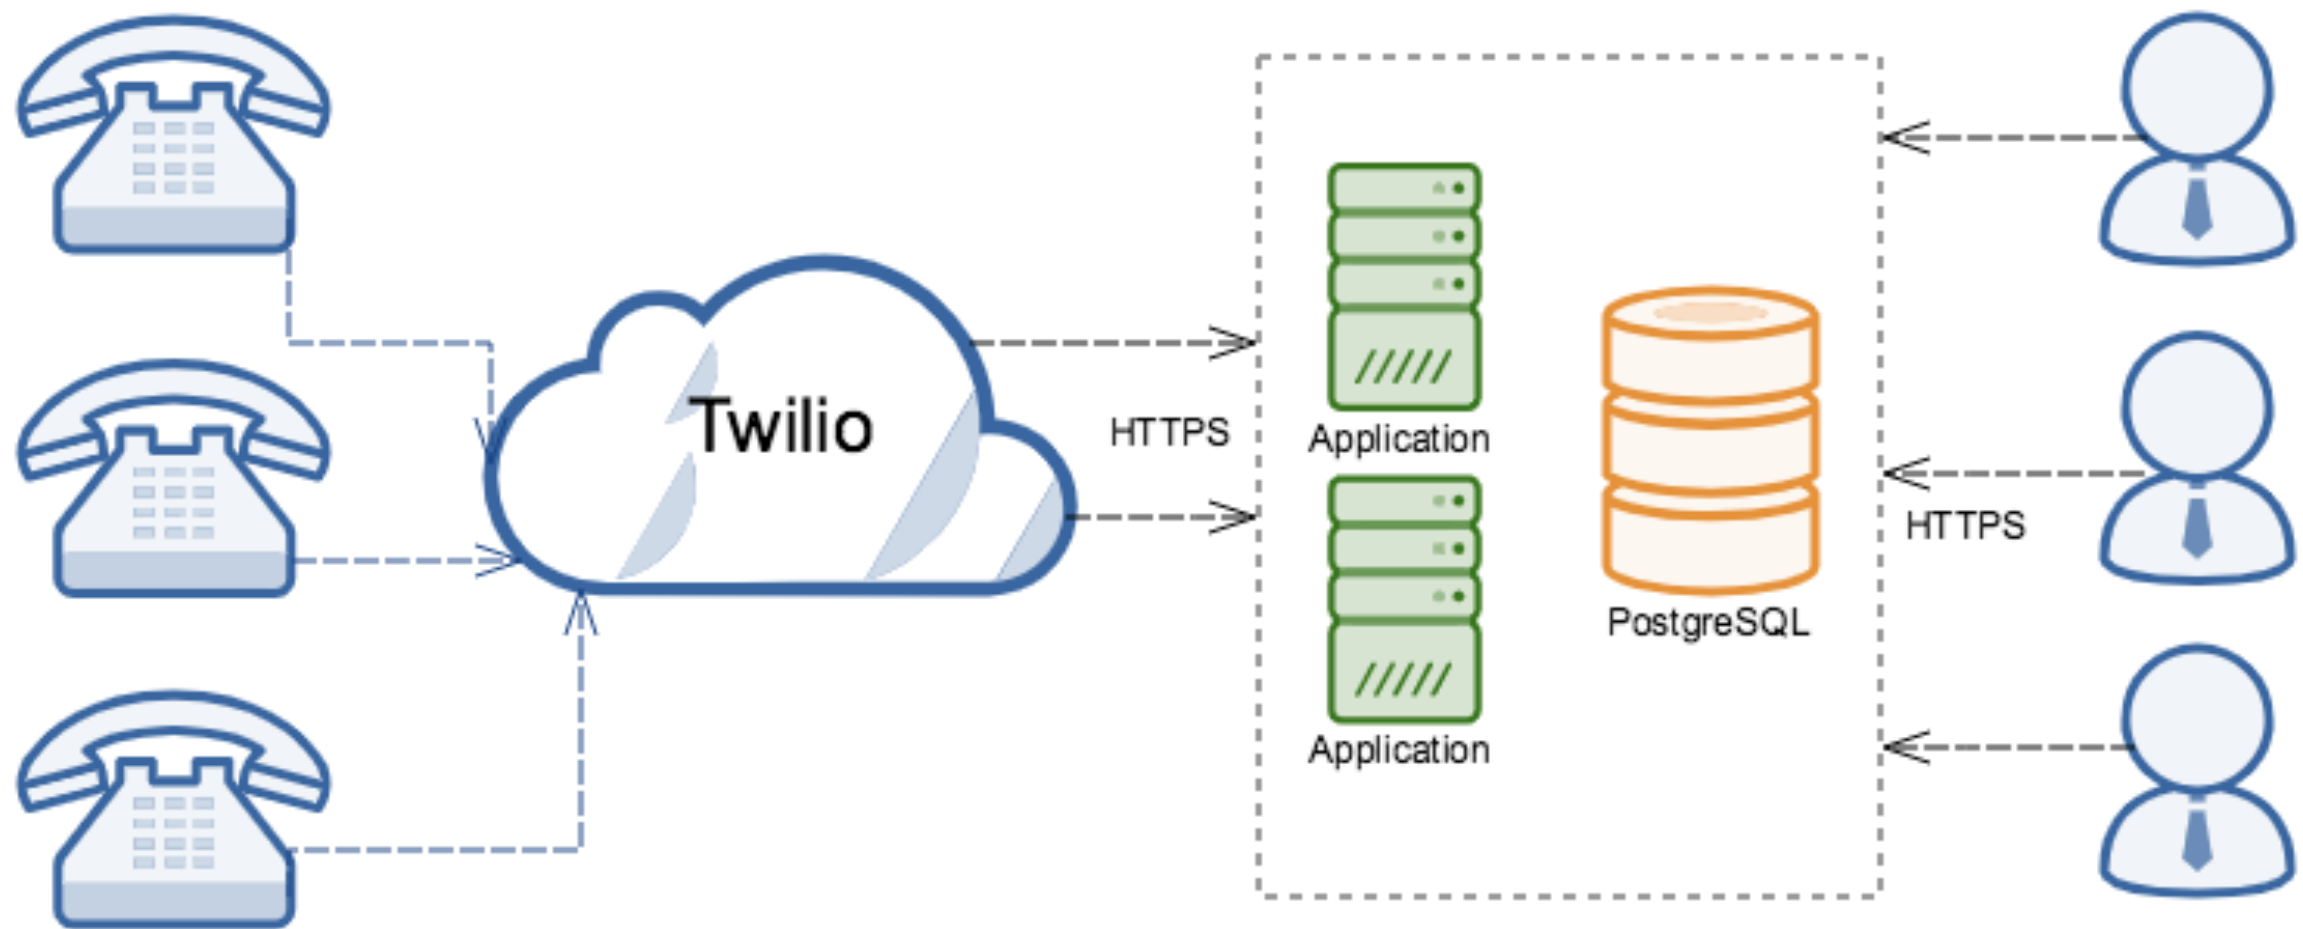 Twilio
HTTPS
Application
Application
PostgreSQL
HTTPS